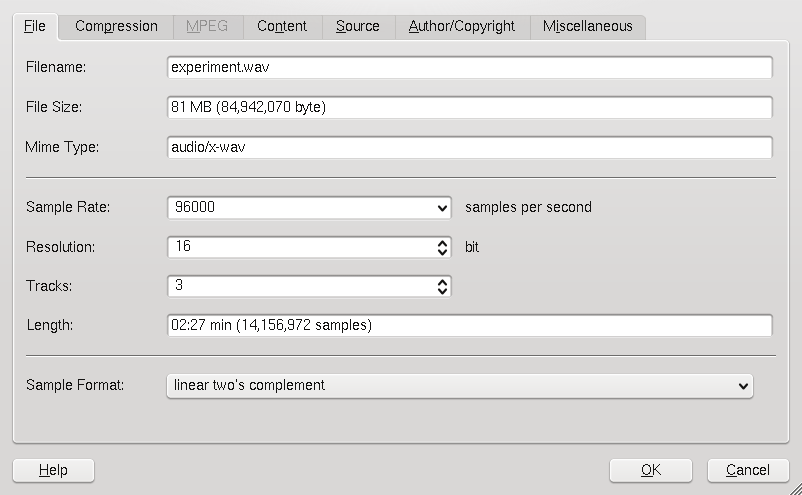 File Compression MPEG Content Source Author/Copyright Miscellaneous
Filename: experiment.wav
File Size: 81 MB (84,942,070 byte)
Mime Type: audio/x-wav
Sample Rate: 96000 samples per second
Resolution: 16 bit
Tracks: 3
Length: 02:27 min (14,156,972 samples)
Sample Format: linear two's complement
Help OK Cancel